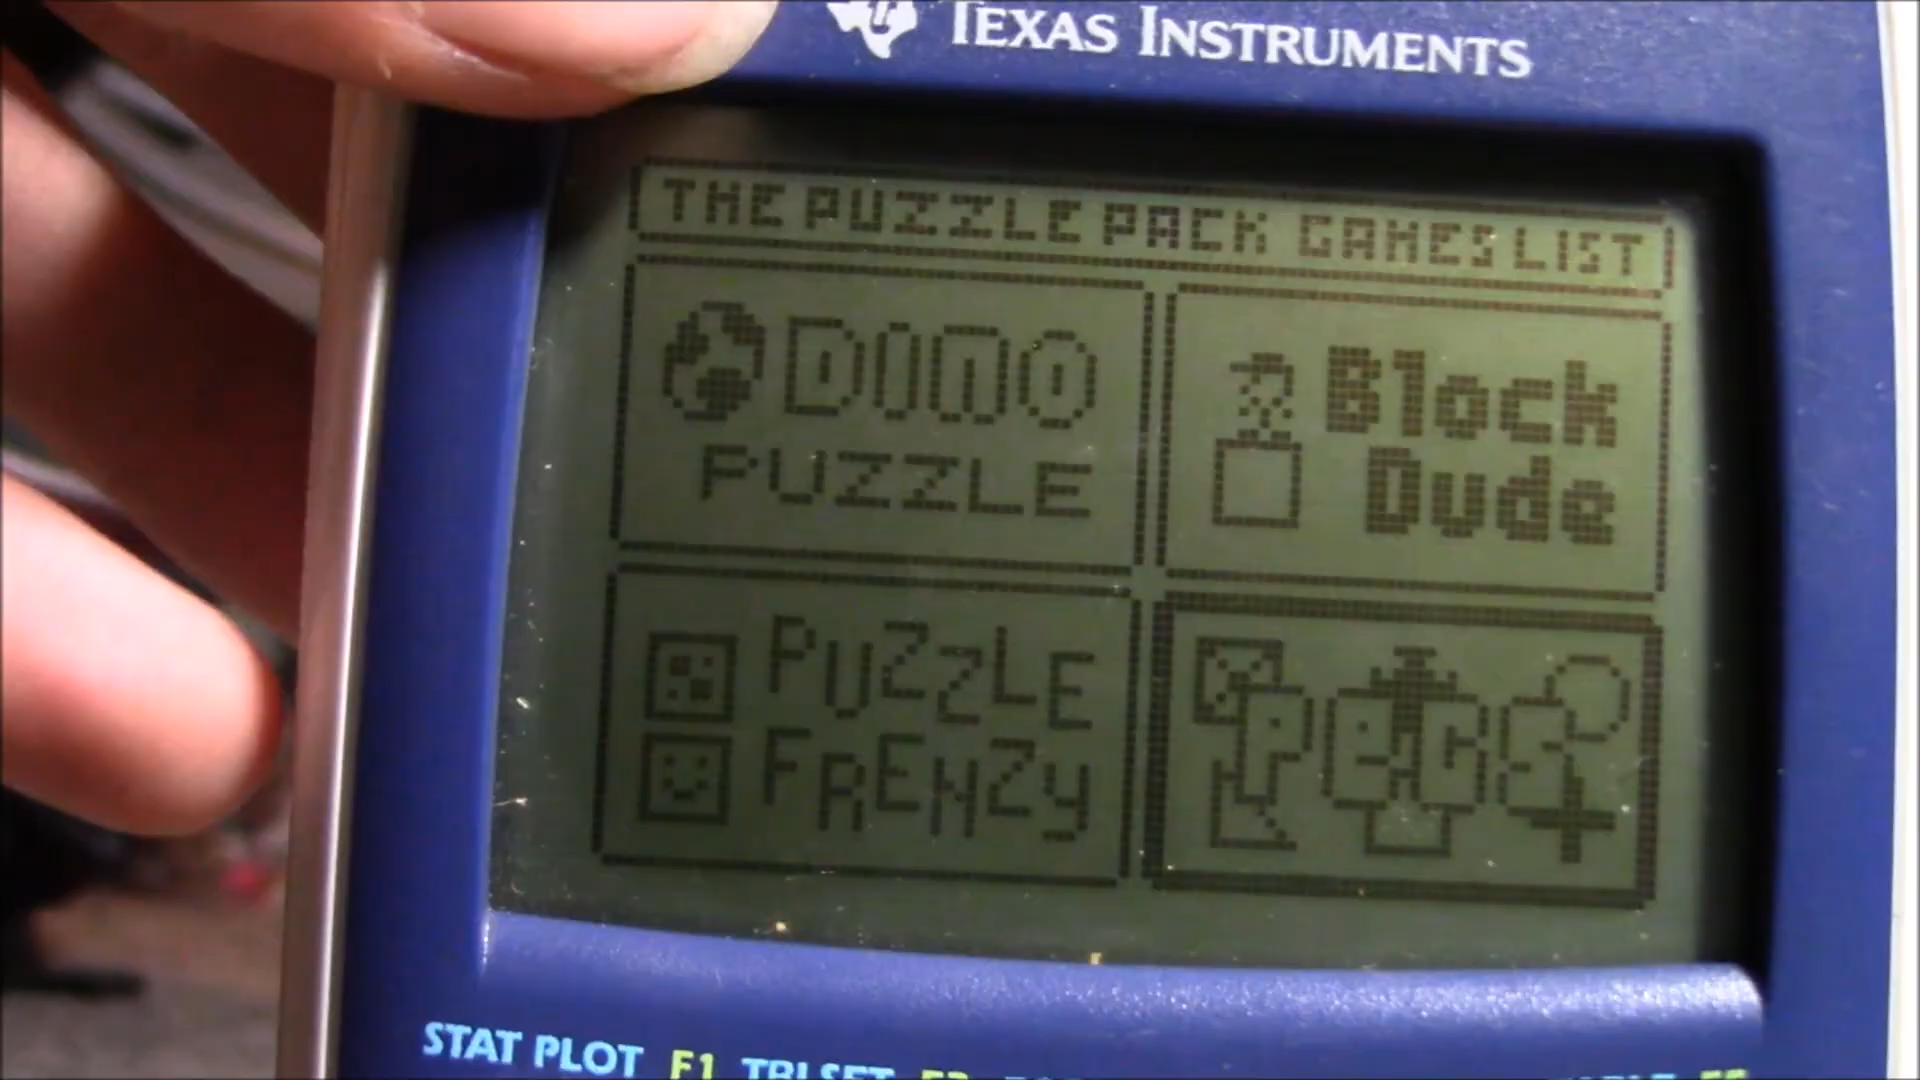 TEXAS INSTRUMENTS
THE PUZZLE PACK GAMES LIST
DINO
PUZZLE
Block
Dude
PUZZLE
FRENZY
PEGS
STAT PLOT F1 TBLSET